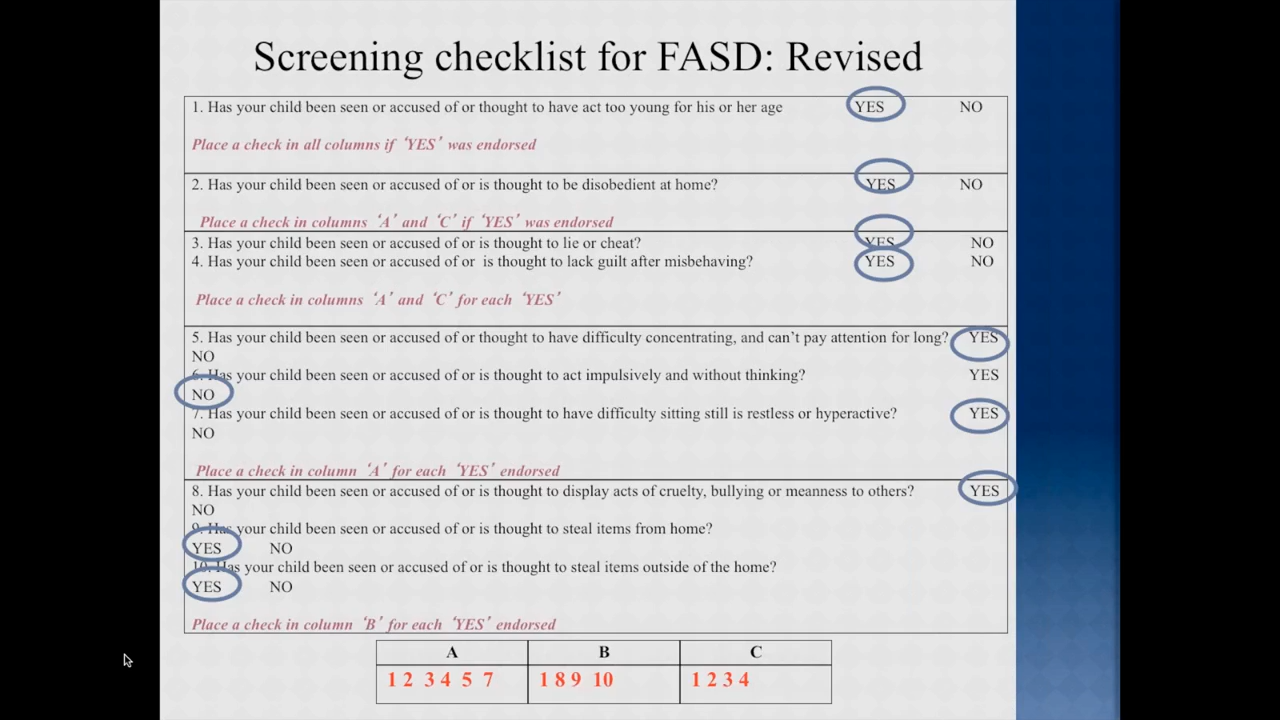 Screening checklist for FASD: Revised
1. Has your child been seen or accused of or thought to have act too young for his or her age YES NO
Place a check in all columns if ‘YES’ was endorsed
2. Has your child been seen or accused of or is thought to be disobedient at home? YES NO
Place a check in columns ‘A’ and ‘C’ if ‘YES’ was endorsed
3. Has your child been seen or accused of or is thought to lie or cheat? YES NO
4. Has your child been seen or accused of or is thought to lack guilt after misbehaving? YES NO
Place a check in columns ‘A’ and ‘C’ for each ‘YES’
5. Has your child been seen or accused of or thought to have difficulty concentrating, and can’t pay attention for long? YES
NO
6. Has your child been seen or accused of or is thought to act impulsively and without thinking? YES
NO
7. Has your child been seen or accused of or is thought to have difficulty sitting still is restless or hyperactive? YES
NO
Place a check in column ‘A’ for each ‘YES’ endorsed
8. Has your child been seen or accused of or is thought to display acts of cruelty, bullying or meanness to others? YES
NO
9. Has your child been seen or accused of or is thought to steal items from home?
YES NO
10. Has your child been seen or accused of or is thought to steal items outside of the home?
YES NO
Place a check in column ‘B’ for each ‘YES’ endorsed
A B C
1 2 3 4 5 7 1 8 9 10 1 2 3 4